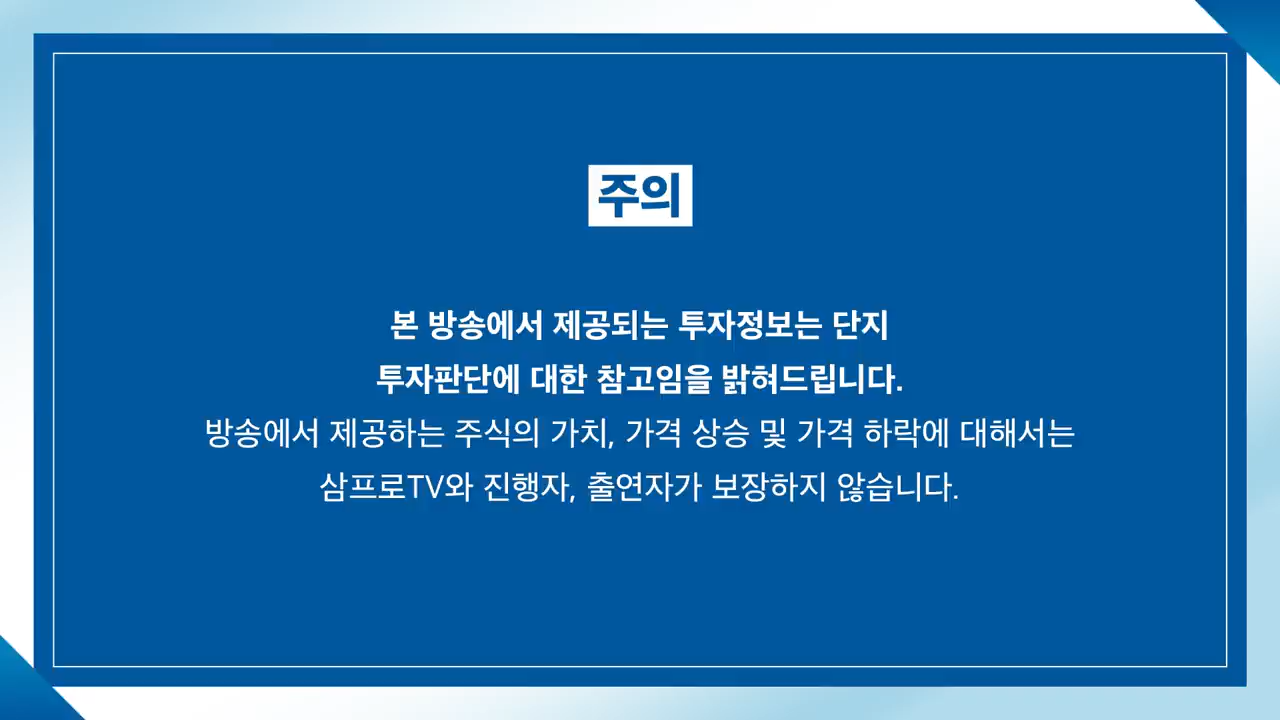 주의
본 방송에서 제공되는 투자정보는 단지
투자판단에 대한 참고임을 밝혀드립니다.
방송에서 제공하는 주식의 가치, 가격 상승 및 가격 하락에 대해서는
삼프로TV와 진행자, 출연자가 보장하지 않습니다.